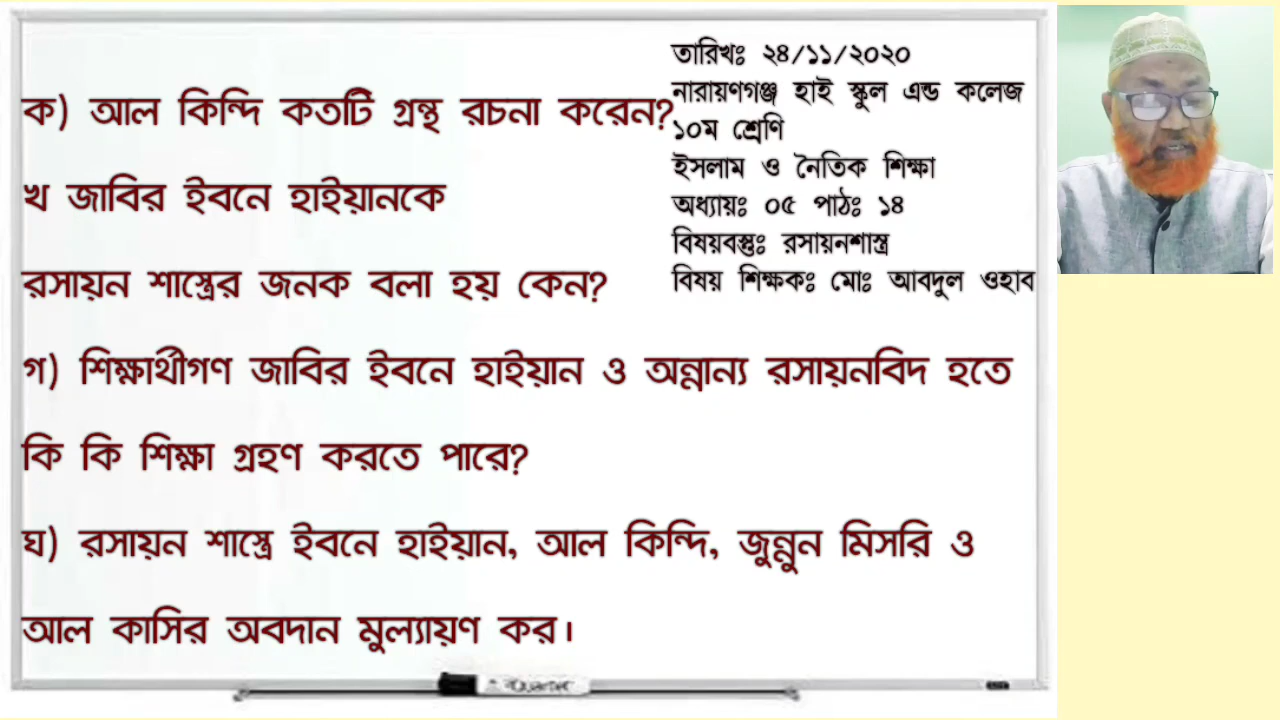 তারিখঃ ২৪/১১/২০২০
নারায়ণগঞ্জ হাই স্কুল এন্ড কলেজ
১০ম শ্রেণি
ইসলাম ও নৈতিক শিক্ষা
অধ্যায়ঃ ০৫ পাঠঃ ১৪
বিষয়বস্তুঃ রসায়নশাস্ত্র
বিষয় শিক্ষকঃ মোঃ আবদুল ওহাব
ক) আল কিন্দি কতটি গ্রন্থ রচনা করেন?
খ জাবির ইবনে হাইয়ানকে
রসায়ন শাস্ত্রের জনক বলা হয় কেন?
গ) শিক্ষার্থীগণ জাবির ইবনে হাইয়ান ও অন্নান্য রসায়নবিদ হতে
কি কি শিক্ষা গ্রহণ করতে পারে?
ঘ) রসায়ন শাস্ত্রে ইবনে হাইয়ান, আল কিন্দি, জুন্নুন মিসরি ও
আল কাসির অবদান মুল্যায়ণ কর।